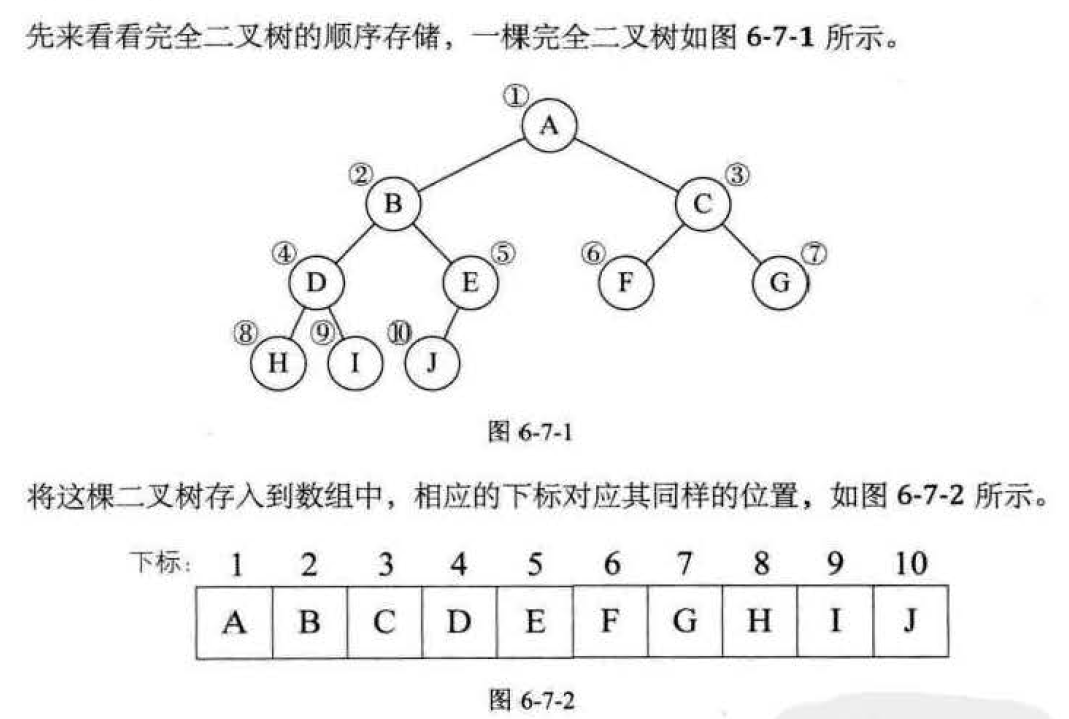 先来看看完全二叉树的顺序存储，一棵完全二叉树如图 6-7-1 所示。
①
A
② ③
B C
④ ⑤ ⑥ ⑦
D E F G
⑧ ⑨ ⑩
H I J
图 6-7-1
将这棵二叉树存入到数组中，相应的下标对应其同样的位置，如图 6-7-2 所示。
下标： 1 2 3 4 5 6 7 8 9 10
A B C D E F G H I J
图 6-7-2